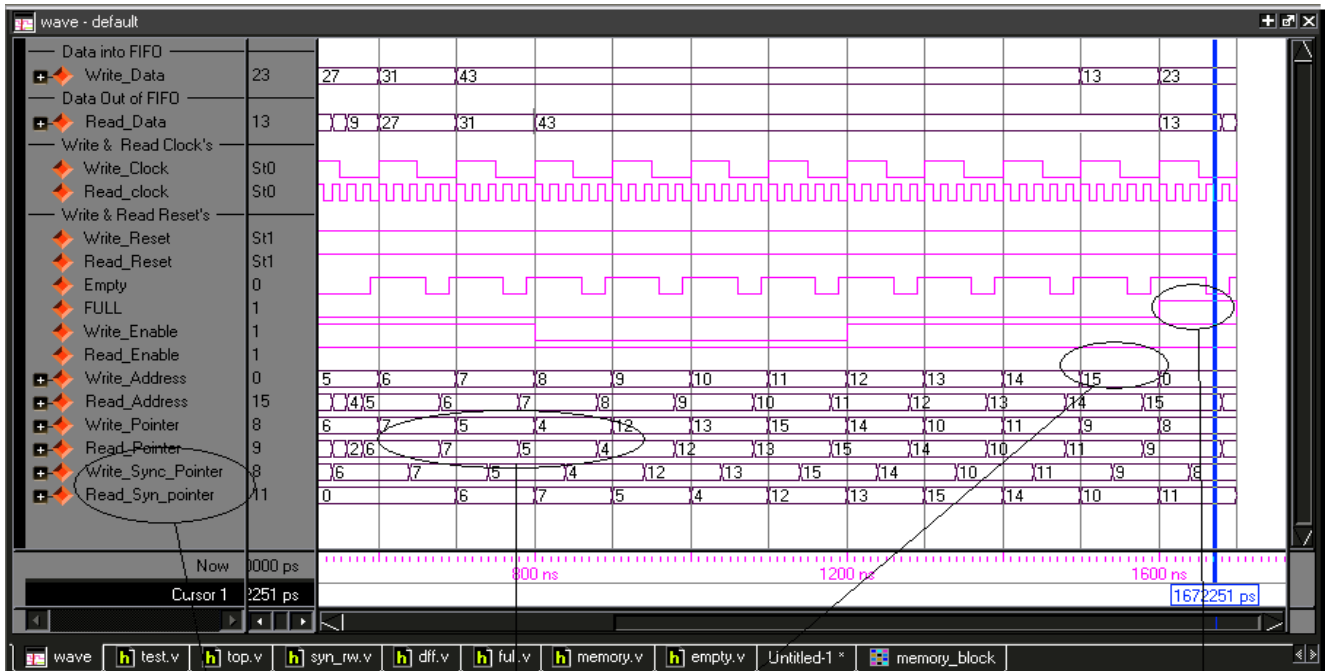 wave - default
Data into FIFO
Write_Data 23 27 31 43 13 23
Data Out of FIFO
Read_Data 13 9 27 31 43 13
Write & Read Clock's
Write_Clock St0
Read_clock St0
Write & Read Reset's
Write_Reset St1
Read_Reset St1
Empty 0
FULL 1
Write_Enable 1
Read_Enable 1
Write_Address 0 5 6 7 8 9 10 11 12 13 14 15 0
Read_Address 15 4 5 6 7 8 9 10 11 12 13 14 15
Write_Pointer 8 6 7 5 4 12 13 15 14 10 11 9 8
Read_Pointer 9 2 6 7 5 4 12 13 15 14 10 11 9
Write_Sync_Pointer 8 6 7 5 4 12 13 15 14 10 11 9 8
Read_Syn_pointer 11 0 6 7 5 4 12 13 15 14 10 11
Now 0000 ps 800 ns 1200 ns 1600 ns
Cursor 1 2251 ps 1672251 ps
wave h test.v h top.v h syn_rw.v h dff.v h full.v h memory.v h empty.v Untitled-1 * memory_block